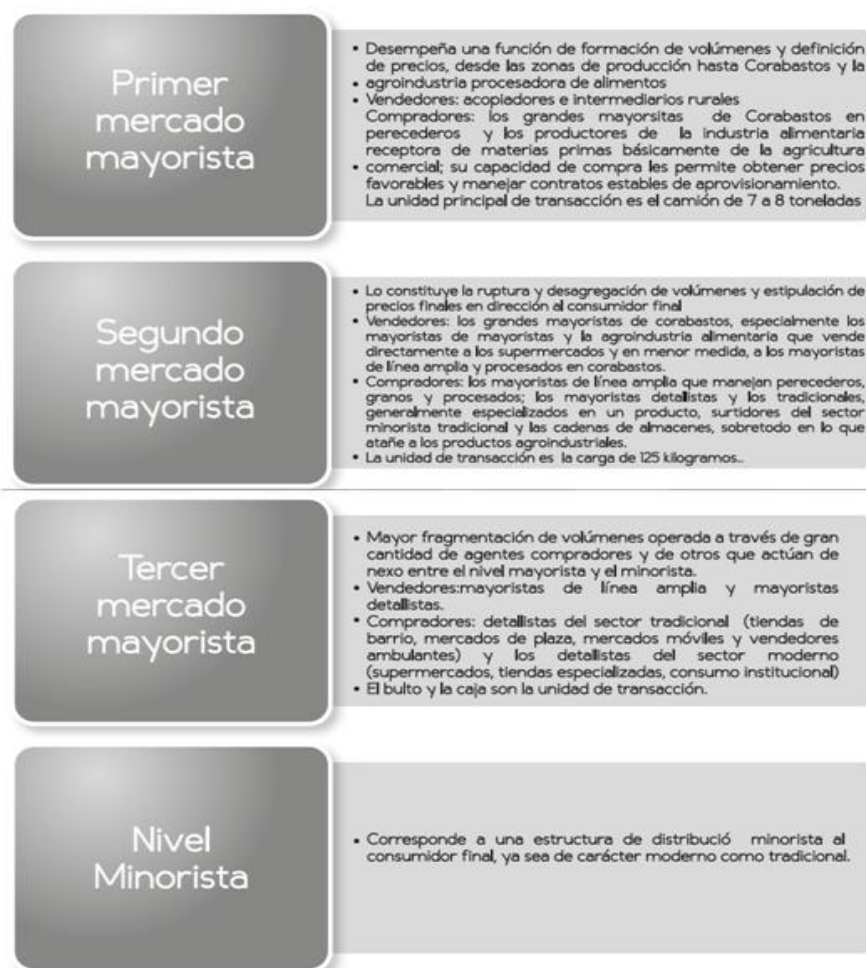 Primer
mercado
mayorista
• Desempeña una función de formación de volúmenes y definición
de precios, desde las zonas de producción hasta Corabastos y la
• agroindustria procesadora de alimentos
• Vendedores: acopiadores e intermediarios rurales
Compradores: los grandes mayorsitas de Corabastos en
perecederos y los productores de la industria alimentaria
receptora de materias primas básicamente de la agricultura
• comercial; su capacidad de compra les permite obtener precios
favorables y manejar contratos estables de aprovisionamiento.
La unidad principal de transacción es el camión de 7 a 8 toneladas
Segundo
mercado
mayorista
• Lo constituye la ruptura y desagregación de volúmenes y estipulación de
precios finales en dirección al consumidor final
• Vendedores: los grandes mayoristas de corabastos, especialmente los
mayoristas de mayoristas y la agroindustria alimentaria que vende
directamente a los supermercados y en menor medida, a los mayoristas
de línea amplia y procesados en corabastos.
• Compradores: los mayoristas de línea amplia que manejan perecederos,
granos y procesados; los mayoristas detallistas y los tradicionales,
generalmente especializados en un producto, surtidores del sector
minorista tradicional y las cadenas de almacenes, sobretodo en lo que
atañe a los productos agroindustriales.
• La unidad de transacción es la carga de 125 kilogramos...
Tercer
mercado
mayorista
• Mayor fragmentación de volúmenes operada a través de gran
cantidad de agentes compradores y de otros que actúan de
nexo entre el nivel mayorista y el minorista.
• Vendedores:mayoristas de línea amplia y mayoristas
detallistas.
• Compradores: detallistas del sector tradicional (tiendas de
barrio, mercados de plaza, mercados móviles y vendedores
ambulantes) y los detallistas del sector moderno
(supermercados, tiendas especializadas, consumo institucional)
• El bulto y la caja son la unidad de transacción.
Nivel
Minorista
• Corresponde a una estructura de distribució minorista al
consumidor final, ya sea de carácter moderno como tradicional.